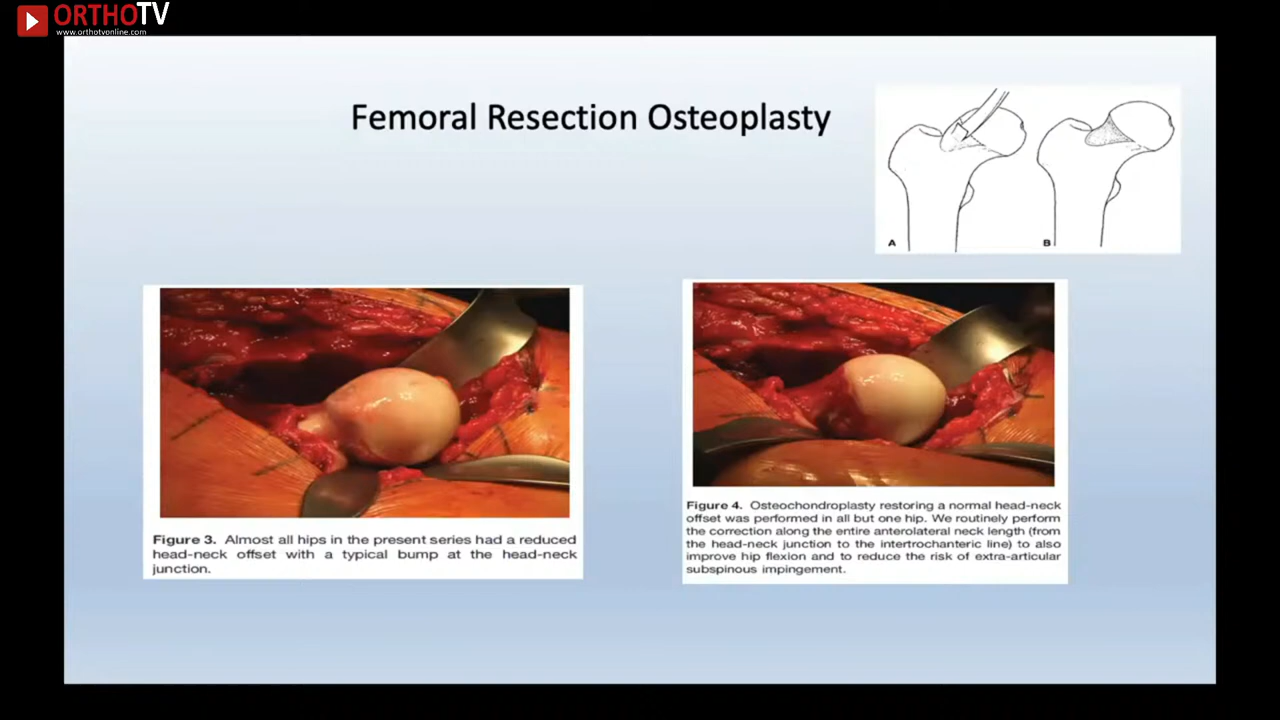 ORTHOTV
www.orthotvonline.com
Femoral Resection Osteoplasty
A
B
Figure 3. Almost all hips in the present series had a reduced
head-neck offset with a typical bump at the head-neck
junction.
Figure 4. Osteochondroplasty restoring a normal head-neck
offset was performed in all but one hip. We routinely perform
the correction along the entire anterolateral neck length (from
the head-neck junction to the intertrochanteric line) to also
improve hip flexion and to reduce the risk of extra-articular
subspinous impingement.